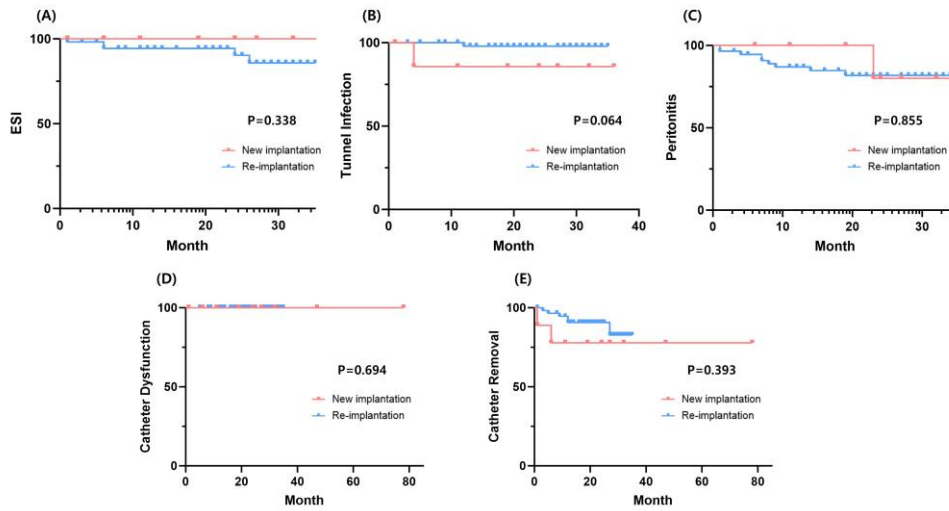 (A)
ESI
100
50
0
0
10
20
30
Month
P=0.338
New implantation
Re-implantation
(B)
Tunnel Infection
100
50
0
0
10
20
30
40
Month
P=0.064
New implantation
Re-implantation
(C)
Peritonitis
100
50
0
0
10
20
30
Month
P=0.855
New implantation
Re-implantation
(D)
Catheter Dysfunction
100
50
0
0
20
40
60
80
Month
P=0.694
New implantation
Re-implantation
(E)
Catheter Removal
100
50
0
0
20
40
60
80
Month
P=0.393
New implantation
Re-implantation